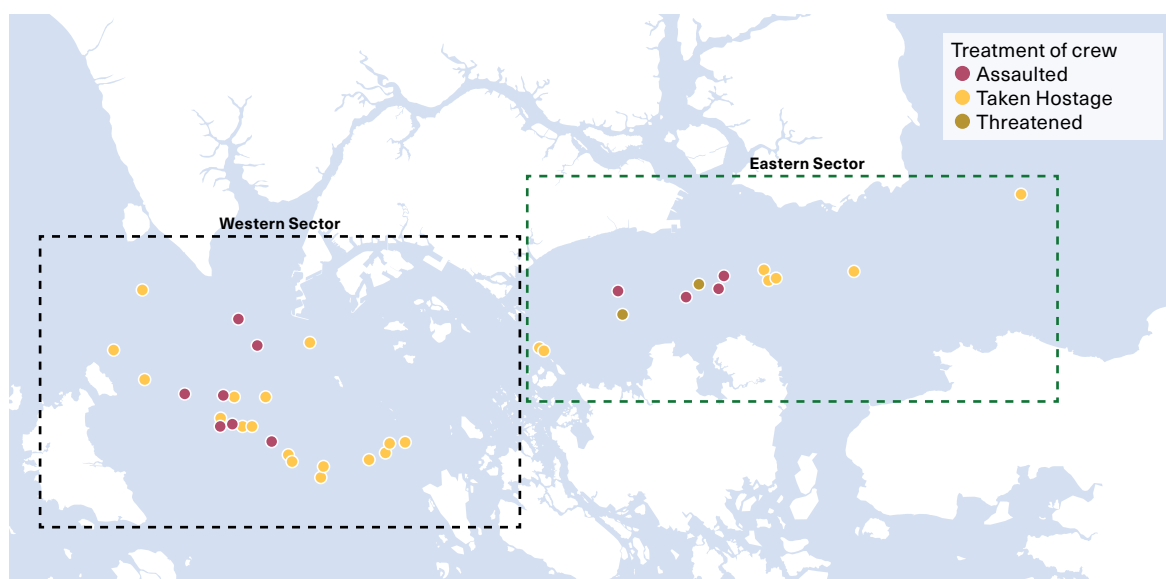 Treatment of crew
Assaulted
Taken Hostage
Threatened
Eastern Sector
Western Sector